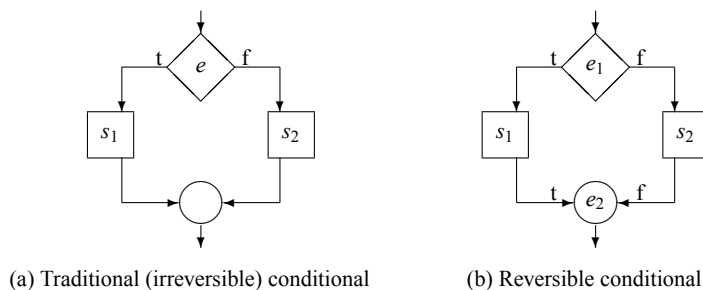 t e f
s1 s2
(a) Traditional (irreversible) conditional
t e1 f
s1 s2
t e2 f
(b) Reversible conditional